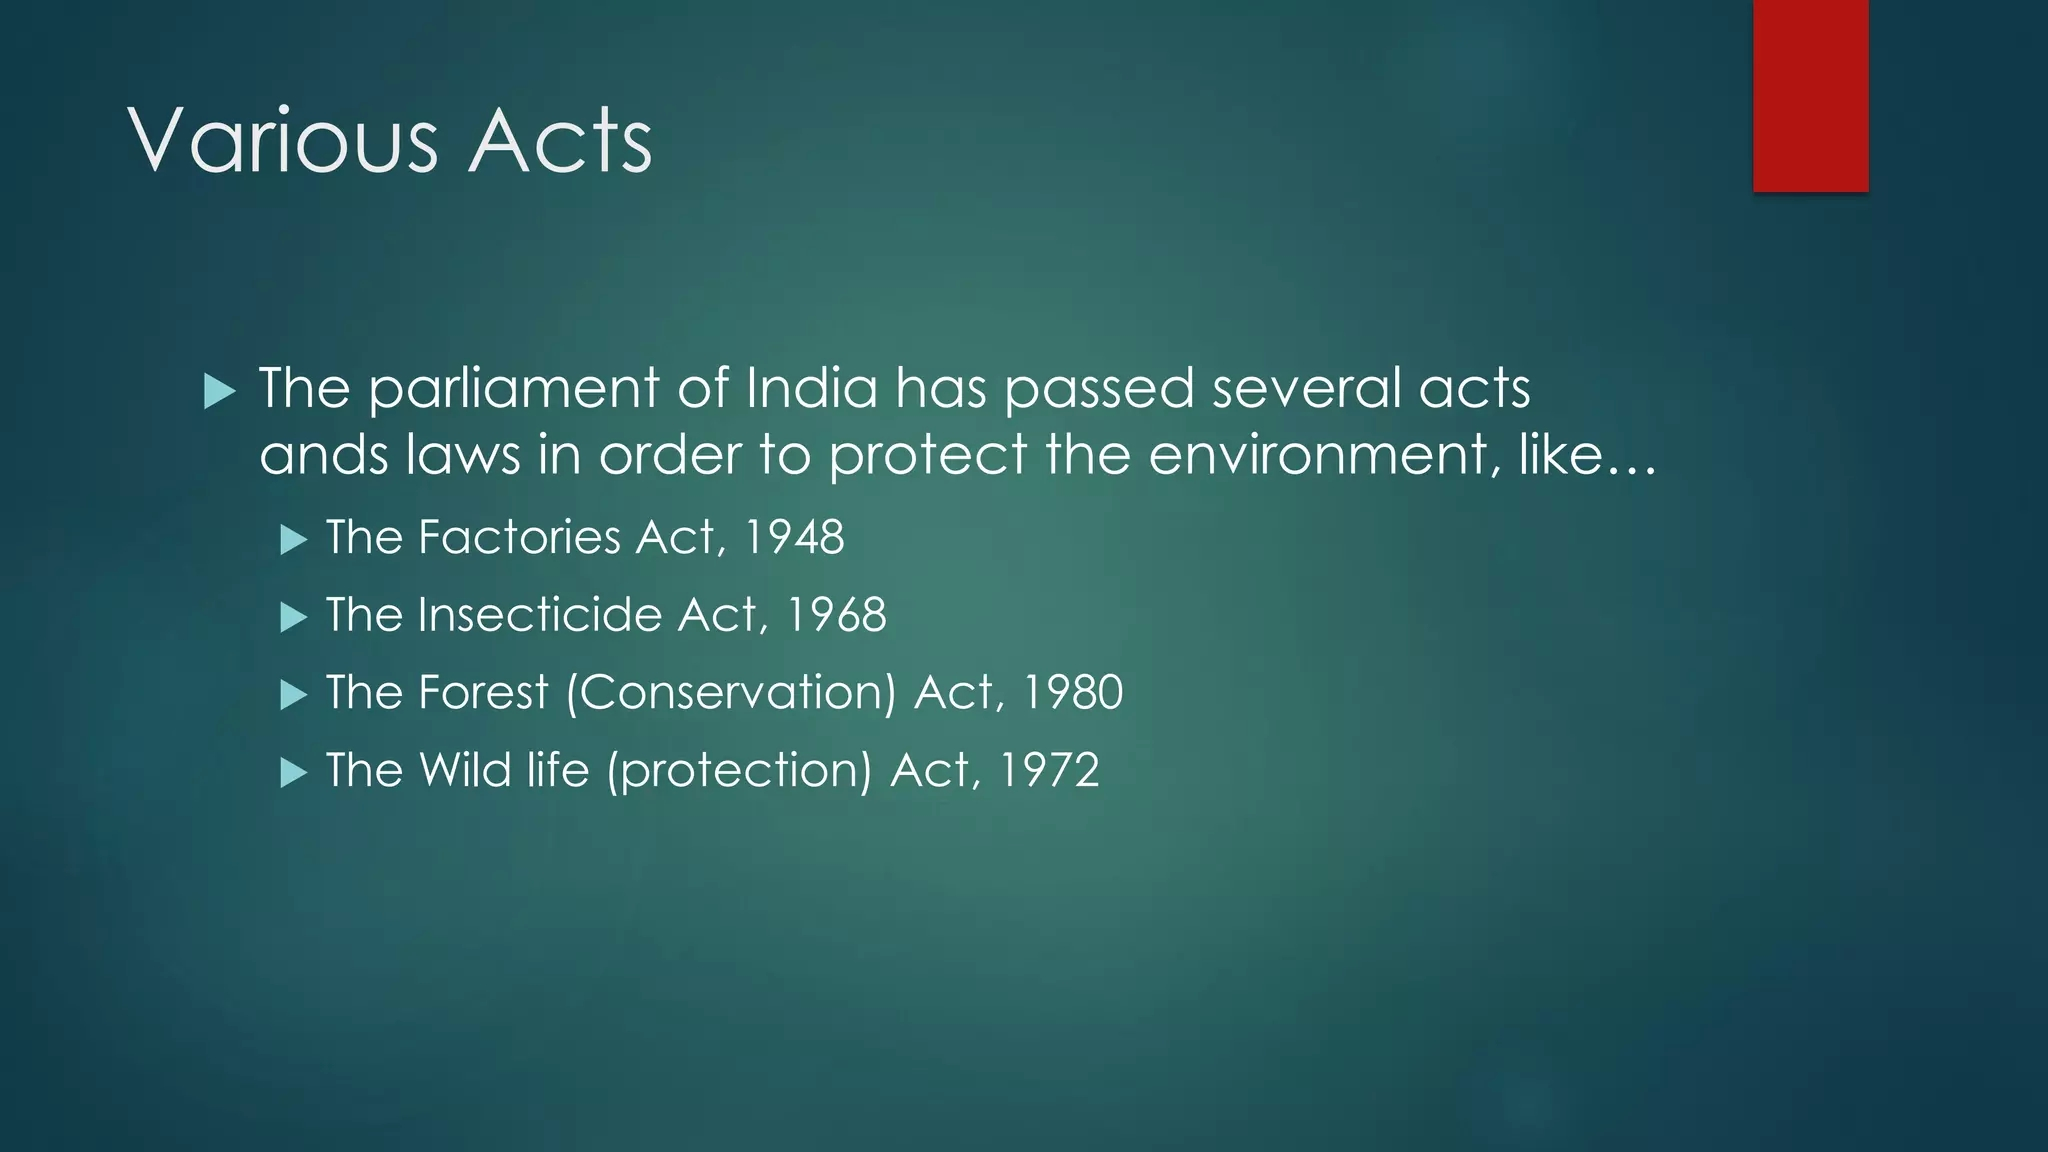 Various Acts
The parliament of India has passed several acts
ands laws in order to protect the environment, like…
The Factories Act, 1948
The Insecticide Act, 1968
The Forest (Conservation) Act, 1980
The Wild life (protection) Act, 1972